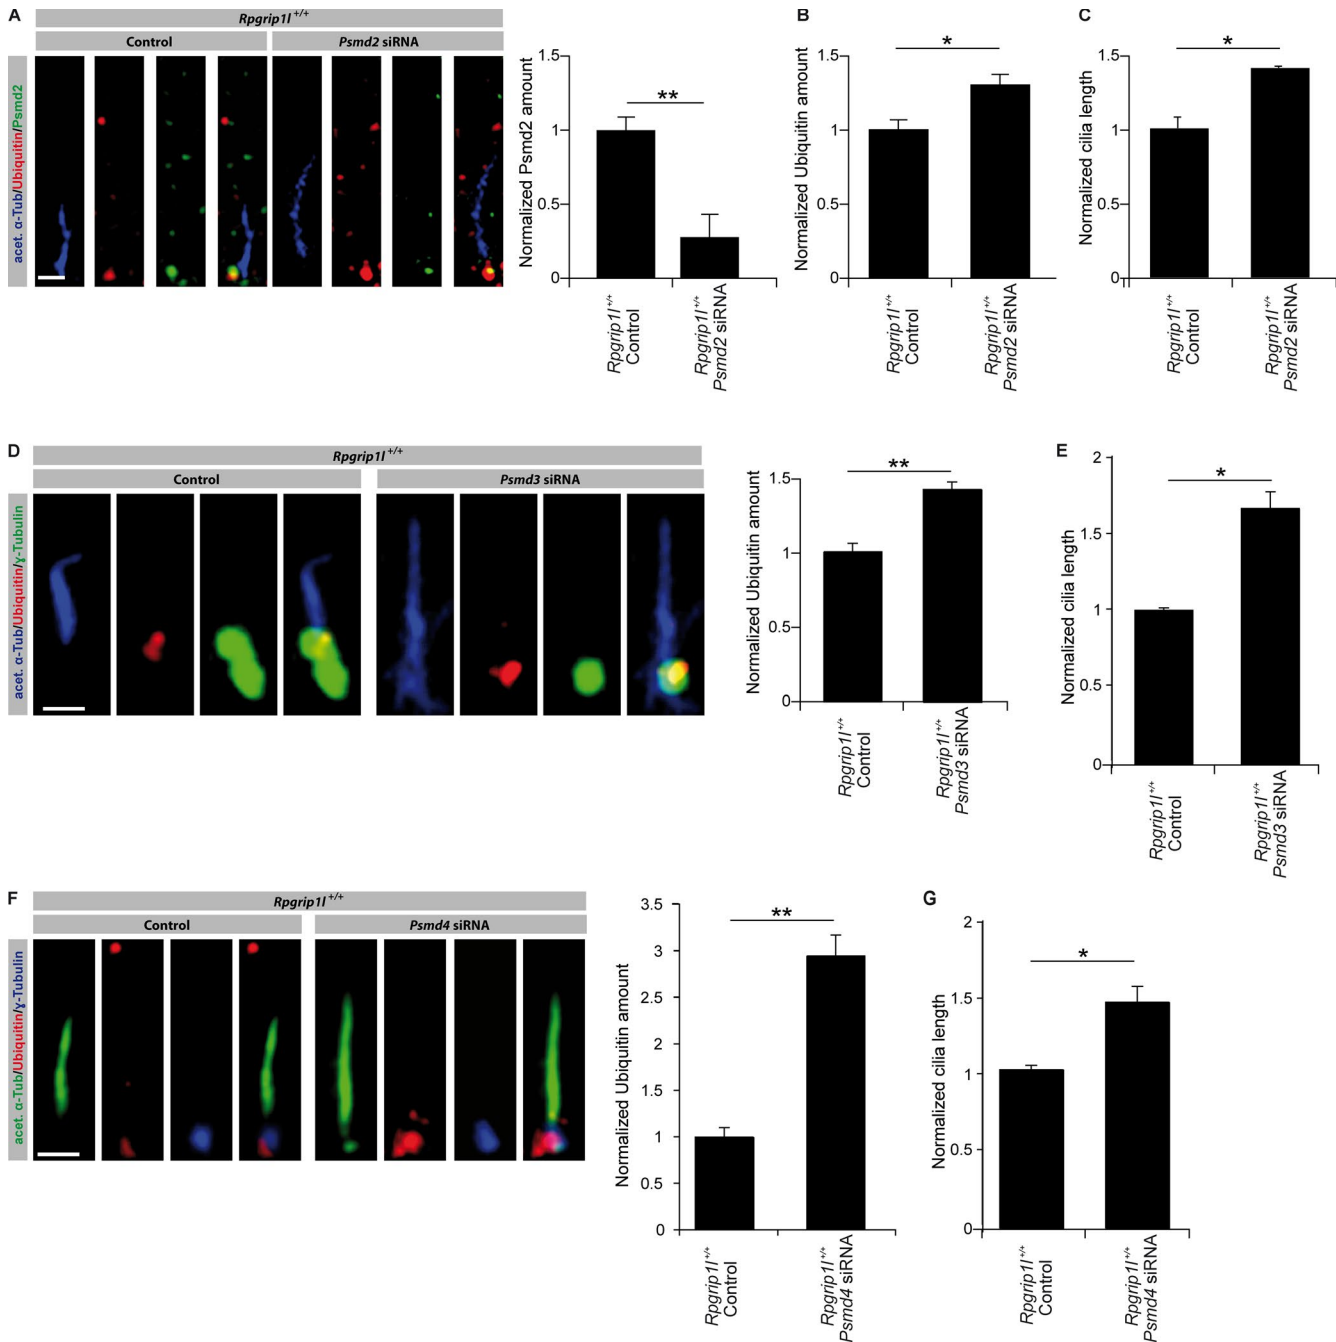 A
Rpgrip1l+/+
Control
Psmd2 siRNA
acet. α-Tub/Ubiquitin/Psmd2
Normalized Psmd2 amount
1.5
1
0.5
0
**
Rpgrip1l+/+
Control
Rpgrip1l+/+
Psmd2 siRNA
B
Normalized Ubiquitin amount
1.5
1
0.5
0
*
Rpgrip1l+/+
Control
Rpgrip1l+/+
Psmd2 siRNA
C
Normalized cilia length
1.5
1
0.5
0
*
Rpgrip1l+/+
Control
Rpgrip1l+/+
Psmd2 siRNA
D
Rpgrip1l+/+
Control
Psmd3 siRNA
acet. α-Tub/Ubiquitin/γ-Tubulin
Normalized Ubiquitin amount
1.5
1
0.5
0
**
Rpgrip1l+/+
Control
Rpgrip1l+/+
Psmd3 siRNA
E
Normalized cilia length
2
1.5
1
0.5
0
*
Rpgrip1l+/+
Control
Rpgrip1l+/+
Psmd3 siRNA
F
Rpgrip1l+/+
Control
Psmd4 siRNA
acet. α-Tub/Ubiquitin/γ-Tubulin
Normalized Ubiquitin amount
3.5
3
2.5
2
1.5
1
0.5
0
**
Rpgrip1l+/+
Control
Rpgrip1l+/+
Psmd4 siRNA
G
Normalized cilia length
2
1.5
1
0.5
0
*
Rpgrip1l+/+
Control
Rpgrip1l+/+
Psmd4 siRNA